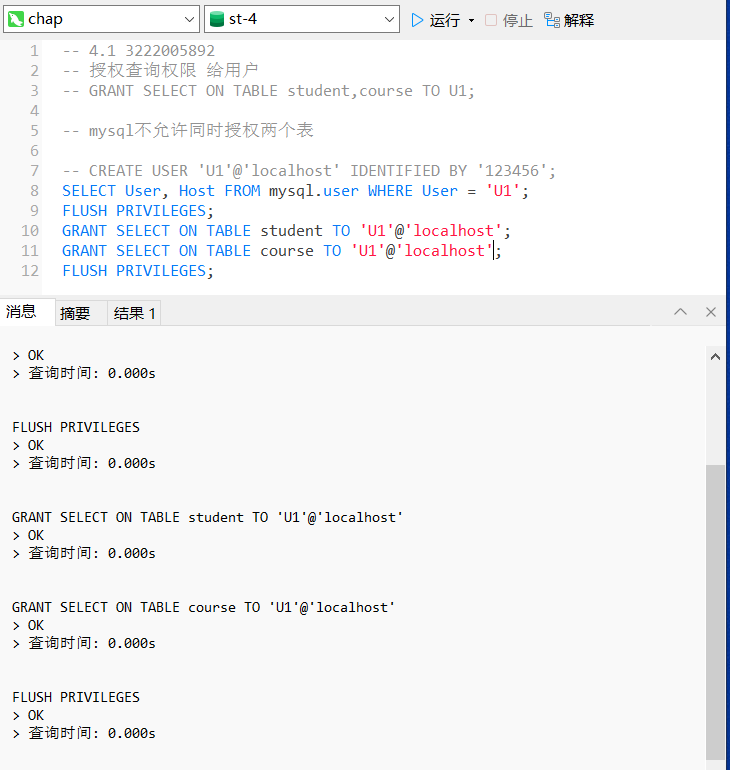 chap st-4 运行 停止 解释
1 -- 4.1 3222005892
2 -- 授权查询权限 给用户
3 -- GRANT SELECT ON TABLE student,course TO U1;
4
5 -- mysql不允许同时授权两个表
6
7 -- CREATE USER 'U1'@'localhost' IDENTIFIED BY '123456';
8 SELECT User, Host FROM mysql.user WHERE User = 'U1';
9 FLUSH PRIVILEGES;
10 GRANT SELECT ON TABLE student TO 'U1'@'localhost';
11 GRANT SELECT ON TABLE course TO 'U1'@'localhost';
12 FLUSH PRIVILEGES;
消息 摘要 结果 1
> OK
> 查询时间: 0.000s
FLUSH PRIVILEGES
> OK
> 查询时间: 0.000s
GRANT SELECT ON TABLE student TO 'U1'@'localhost'
> OK
> 查询时间: 0.000s
GRANT SELECT ON TABLE course TO 'U1'@'localhost'
> OK
> 查询时间: 0.000s
FLUSH PRIVILEGES
> OK
> 查询时间: 0.000s